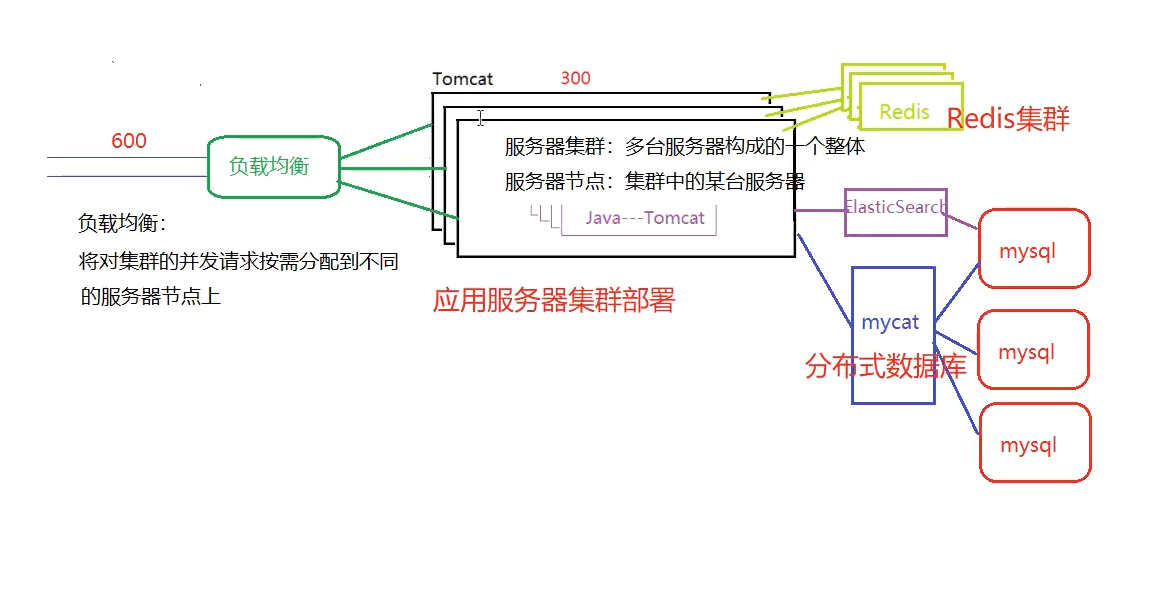 Tomcat
300
600
负载均衡
负载均衡：
将对集群的并发请求按需分配到不同
的服务器节点上
服务器集群：多台服务器构成的一个整体
服务器节点：集群中的某台服务器
Java---Tomcat
应用服务器集群部署
Redis
Redis集群
ElasticSearch
mycat
分布式数据库
mysql
mysql
mysql